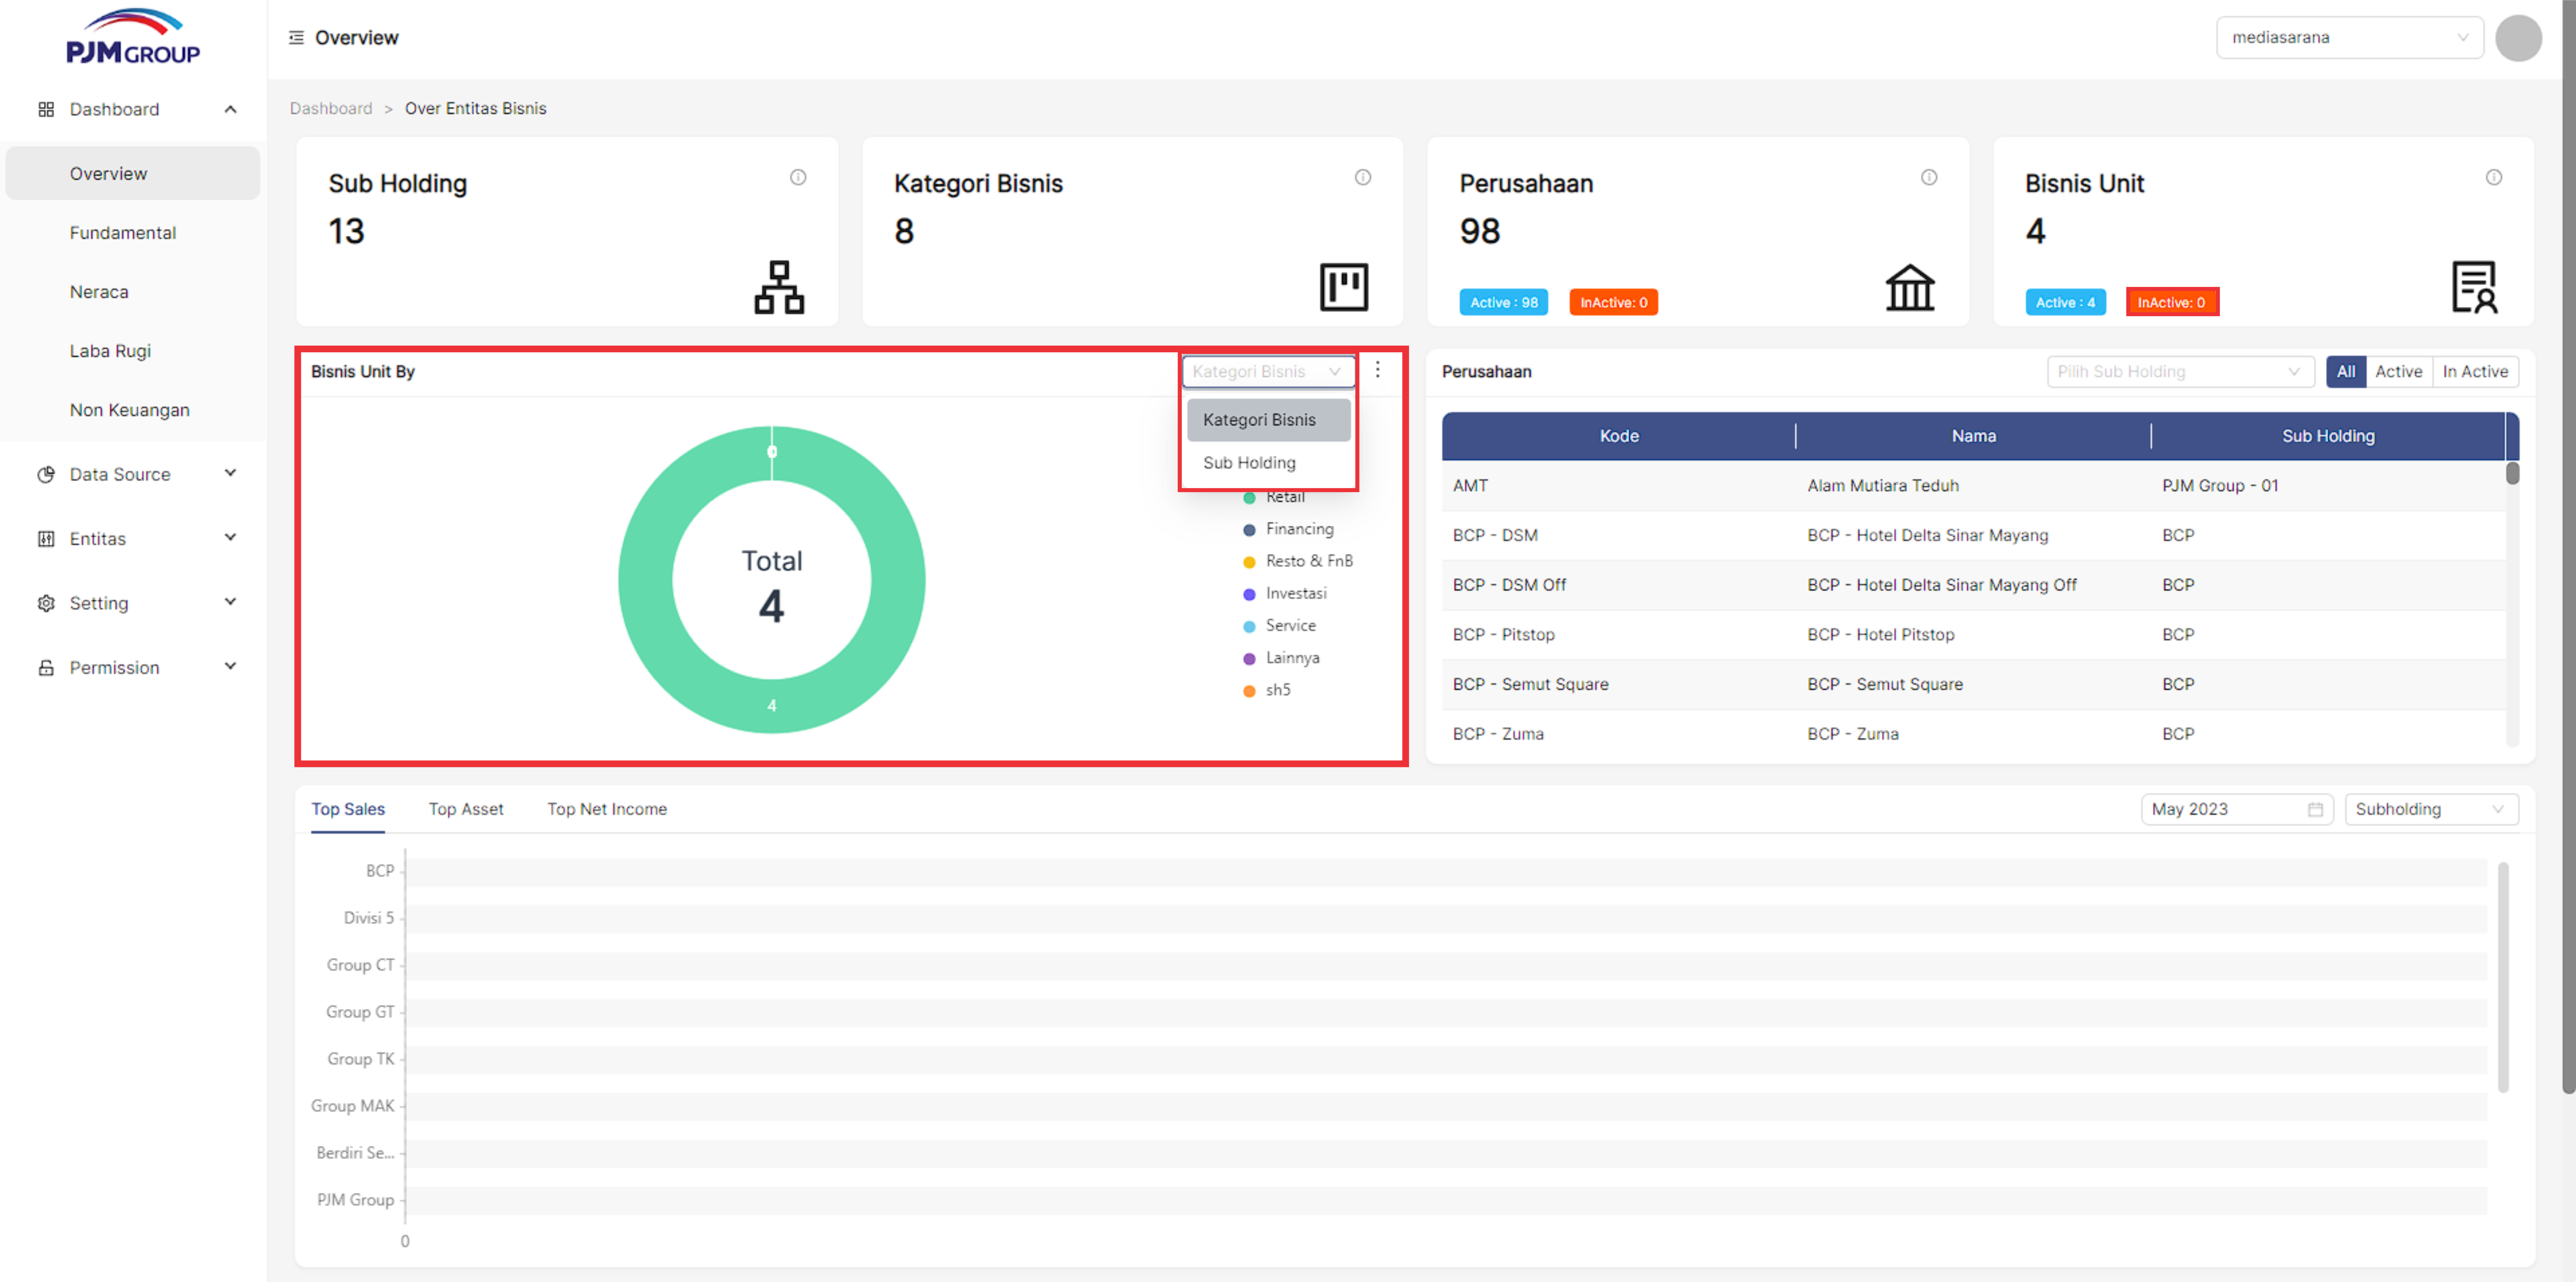 PJM GROUP
Overview
mediasarana
Dashboard
Overview
Fundamental
Neraca
Laba Rugi
Non Keuangan
Data Source
Entitas
Setting
Permission
Dashboard > Over Entitas Bisnis
Sub Holding
13
Kategori Bisnis
8
Perusahaan
98
Active : 98
InActive: 0
Bisnis Unit
4
Active : 4
InActive: 0
Bisnis Unit By
Kategori Bisnis
Kategori Bisnis
Sub Holding
0
Total
4
4
Retail
Financing
Resto & FnB
Investasi
Service
Lainnya
sh5
Perusahaan
Pilih Sub Holding
All Active In Active
Kode Nama Sub Holding
AMT Alam Mutiara Teduh PJM Group - 01
BCP - DSM BCP - Hotel Delta Sinar Mayang BCP
BCP - DSM Off BCP - Hotel Delta Sinar Mayang Off BCP
BCP - Pitstop BCP - Hotel Pitstop BCP
BCP - Semut Square BCP - Semut Square BCP
BCP - Zuma BCP - Zuma BCP
Top Sales Top Asset Top Net Income
May 2023
Subholding
BCP
Divisi 5
Group CT
Group GT
Group TK
Group MAK
Berdiri Se...
PJM Group
0